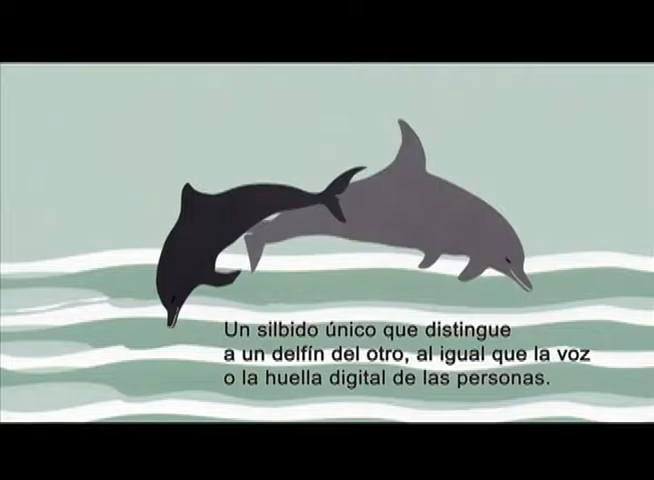 Un silbido único que distingue
a un delfín del otro, al igual que la voz
o la huella digital de las personas.